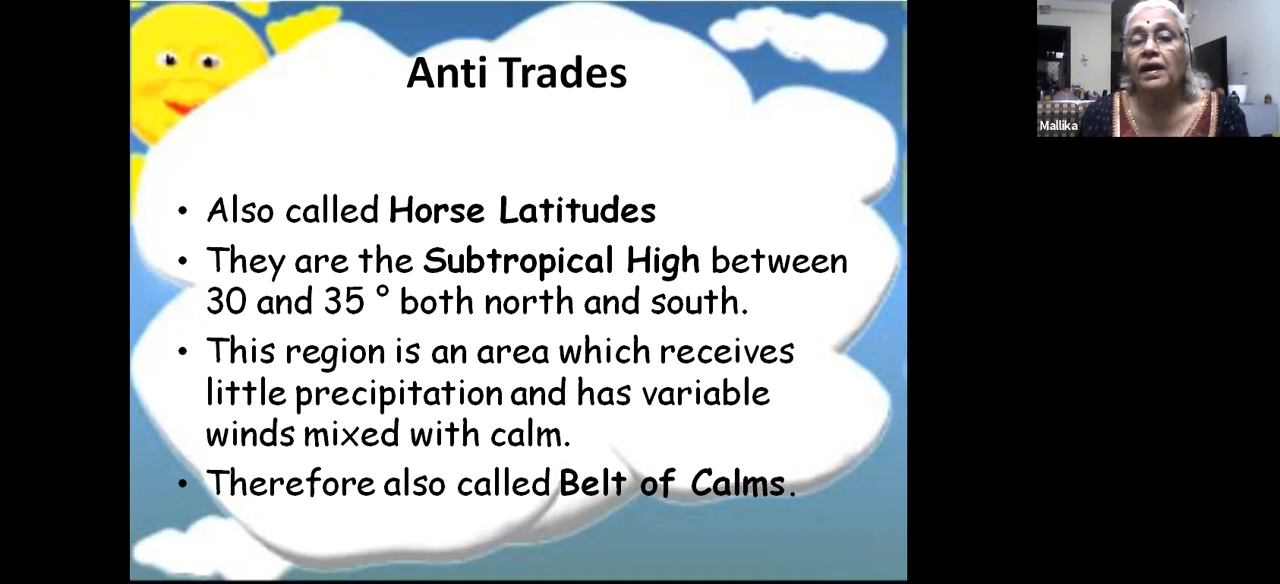 Anti Trades
• Also called Horse Latitudes
• They are the Subtropical High between
30 and 35 ° both north and south.
• This region is an area which receives
little precipitation and has variable
winds mixed with calm.
• Therefore also called Belt of Calms.
Mallika